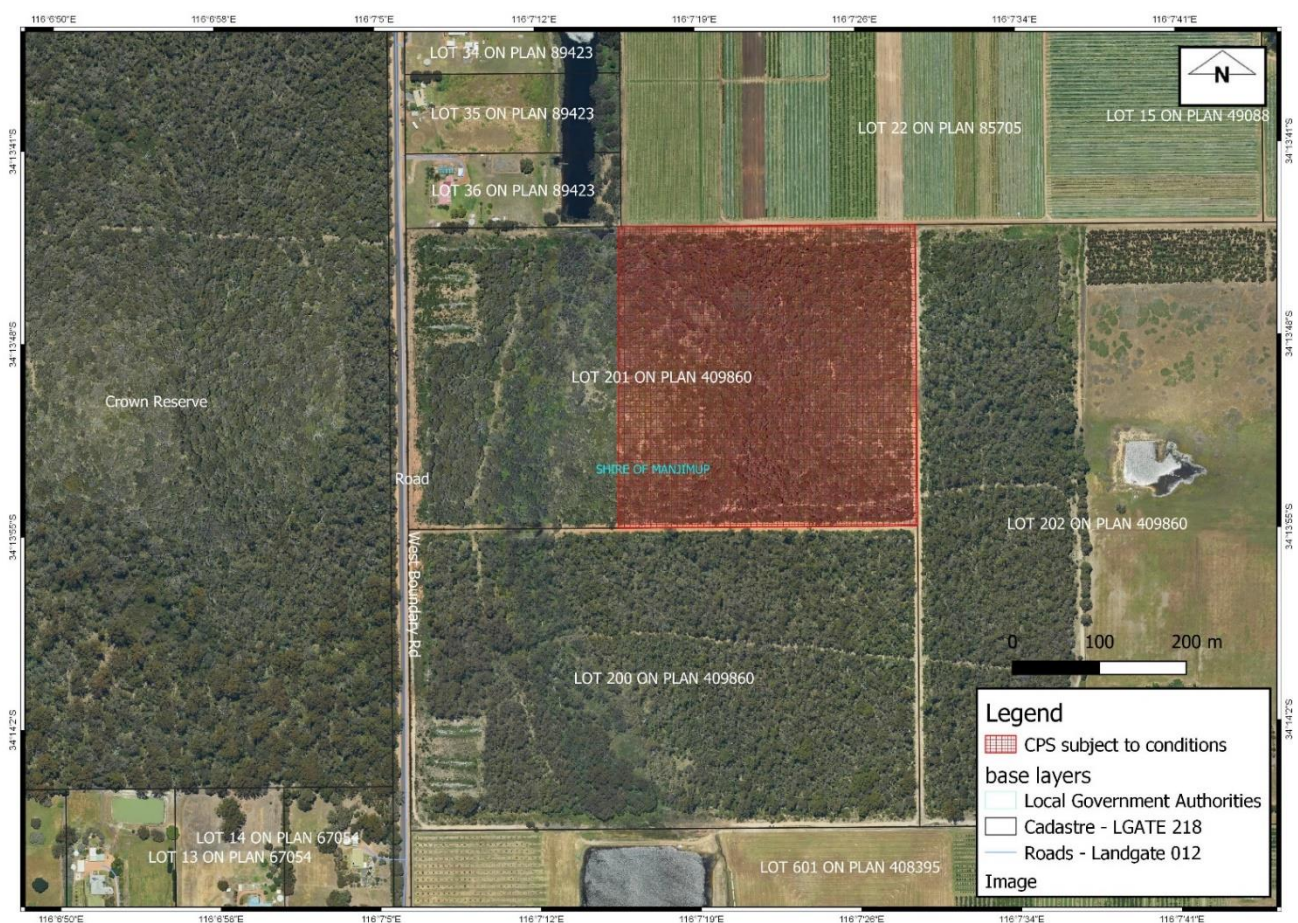 116°6'50"E 116°6'58"E 116°7'5"E 116°7'12"E 116°7'19"E 116°7'26"E 116°7'34"E 116°7'41"E
N
LOT 34 ON PLAN 89423
LOT 35 ON PLAN 89423
LOT 22 ON PLAN 85705
LOT 15 ON PLAN 49088
34°13'41"S
34°13'41"S
LOT 36 ON PLAN 89423
34°13'48"S
34°13'48"S
LOT 201 ON PLAN 409860
Crown Reserve
SHIRE OF MANJIMUP
Road
LOT 202 ON PLAN 409860
34°13'55"S
34°13'55"S
West Boundary Rd
0 100 200 m
LOT 200 ON PLAN 409860
34°14'2"S
34°14'2"S
Legend
CPS subject to conditions
base layers
Local Government Authorities
Cadastre - LGATE 218
Roads - Landgate 012
Image
LOT 14 ON PLAN 67054
LOT 13 ON PLAN 67054
LOT 601 ON PLAN 408395
116°6'50"E 116°6'58"E 116°7'5"E 116°7'12"E 116°7'19"E 116°7'26"E 116°7'34"E 116°7'41"E